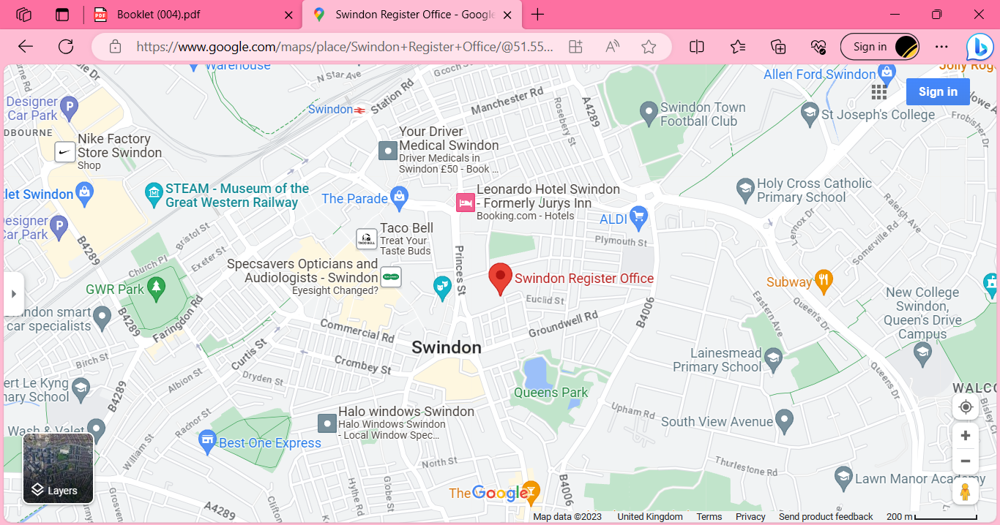 Booklet (004).pdf
Swindon Register Office - Google
https://www.google.com/maps/place/Swindon+Register+Office/@51.55...
Sign in
Warehouse
N Star Ave
Gooch St
Station Rd
Manchester Rd
Rosebery St
A4289
Allen Ford Swindon
Jolly Rog
Sign in
Designer
Car Park
Swindon
Swindon Town
Football Club
St Joseph's College
Frobisher Dr
DBOURNE
Nike Factory
Store Swindon
Shop
Your Driver
Medical Swindon
Driver Medicals in
Swindon £50 - Book ...
STEAM - Museum of the
Great Western Railway
The Parade
Leonardo Hotel Swindon
- Formerly Jurys Inn
Booking.com - Hotels
Holy Cross Catholic
Primary School
let Swindon
ALDI
Raleigh Ave
Lennox Dr
Somerville Rd
Designer
Car Park
B4289
Bristol St
Exeter St
Church Pl
Taco Bell
Treat Your
Taste Buds
Plymouth St
Princes St
Specsavers Opticians and
Audiologists - Swindon
Eyesight Changed?
Swindon Register Office
Subway
GWR Park
Euclid St
New College
Swindon,
Queen's Drive
Campus
B4289
Faringdon Rd
indon smart
car specialists
Commercial Rd
Groundwell Rd
B4006
Eastern Ave
Queen's Dr
Swindon
Curtis St
Crombey St
Birch St
Albion St
Dryden St
Lainesmead
Primary School
Queens Dr
ert Le Kyng
nary School
B4289
Queens Park
WALCO
Halo windows Swindon
Halo Windows Swindon
- Local Window Spec...
Upham Rd
South View Avenue
Bisley Cl
Racnor St
Wash & Valet
Best One Express
William St
North St
Thurlestone Rd
Lawn Manor Academy
Layers
Hythe Rd
Globe St
B4006
The
Google
Grosven
A4289
Clifton
Map data ©2023 United Kingdom Terms Privacy Send product feedback 200 m